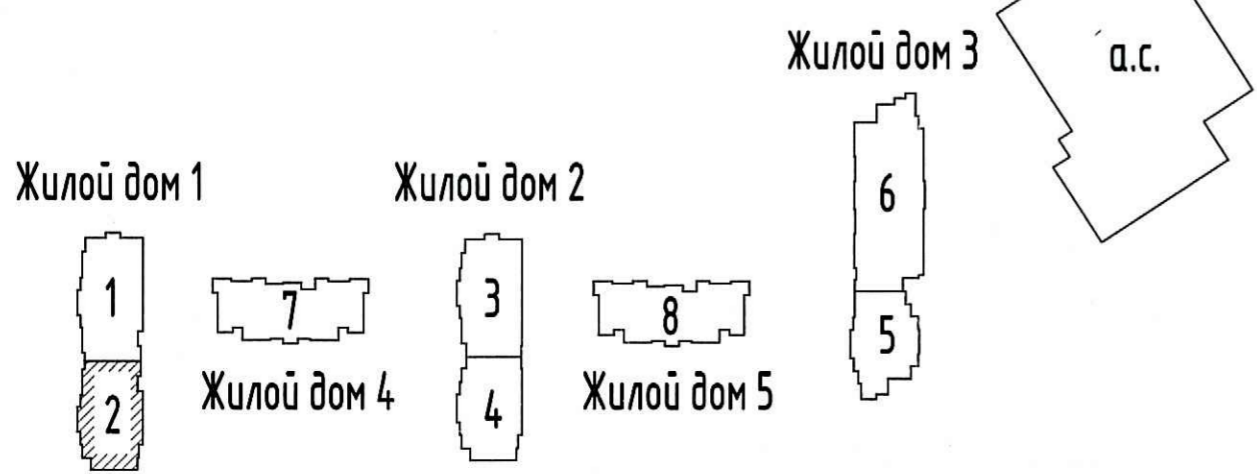 Жилой дом 3
а.с.
6
Жилой дом 1
Жилой дом 2
1
7
3
8
5
2
Жилой дом 4
4
Жилой дом 5